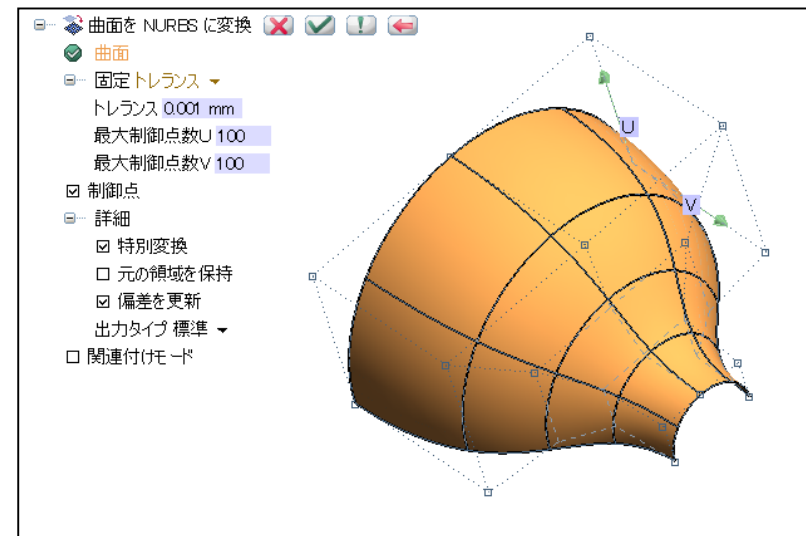 曲面を NURBS に変換
曲面
固定トレランス
トレランス 0.001 mm
最大制御点数U 100
最大制御点数V 100
制御点
詳細
特別変換
元の領域を保持
偏差を更新
出力タイプ 標準
関連付けモード
U
V